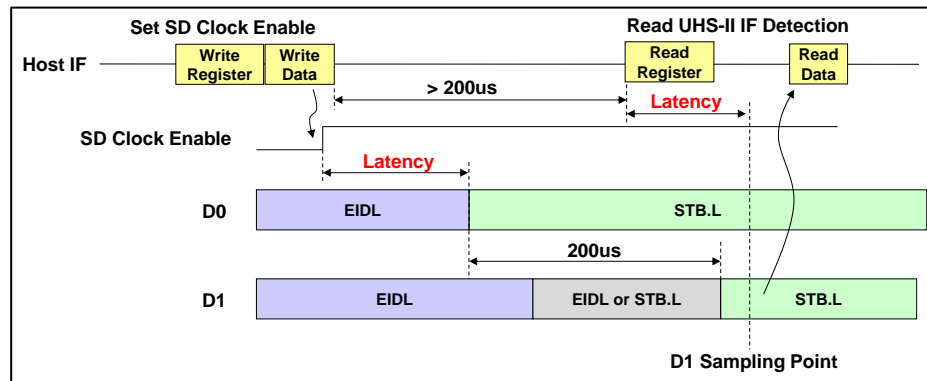 Set SD Clock Enable
Read UHS-II IF Detection
Host IF
Write
Register
Write
Data
Read
Register
Read
Data
> 200us
Latency
SD Clock Enable
Latency
D0
EIDL
STB.L
200us
D1
EIDL
EIDL or STB.L
STB.L
D1 Sampling Point